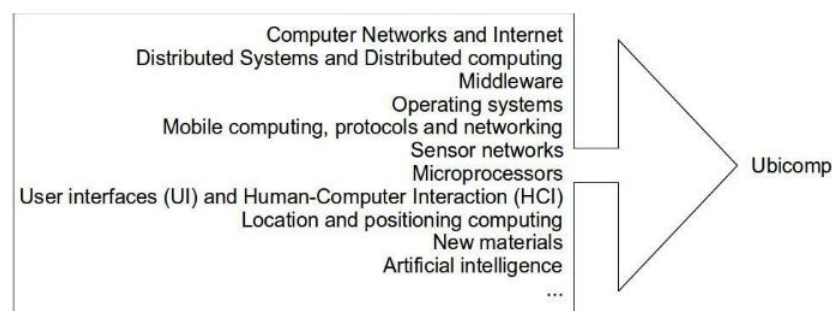 Computer Networks and Internet
Distributed Systems and Distributed computing
Middleware
Operating systems
Mobile computing, protocols and networking
Sensor networks
Microprocessors
User interfaces (UI) and Human-Computer Interaction (HCI)
Location and positioning computing
New materials
Artificial intelligence
...
Ubicomp